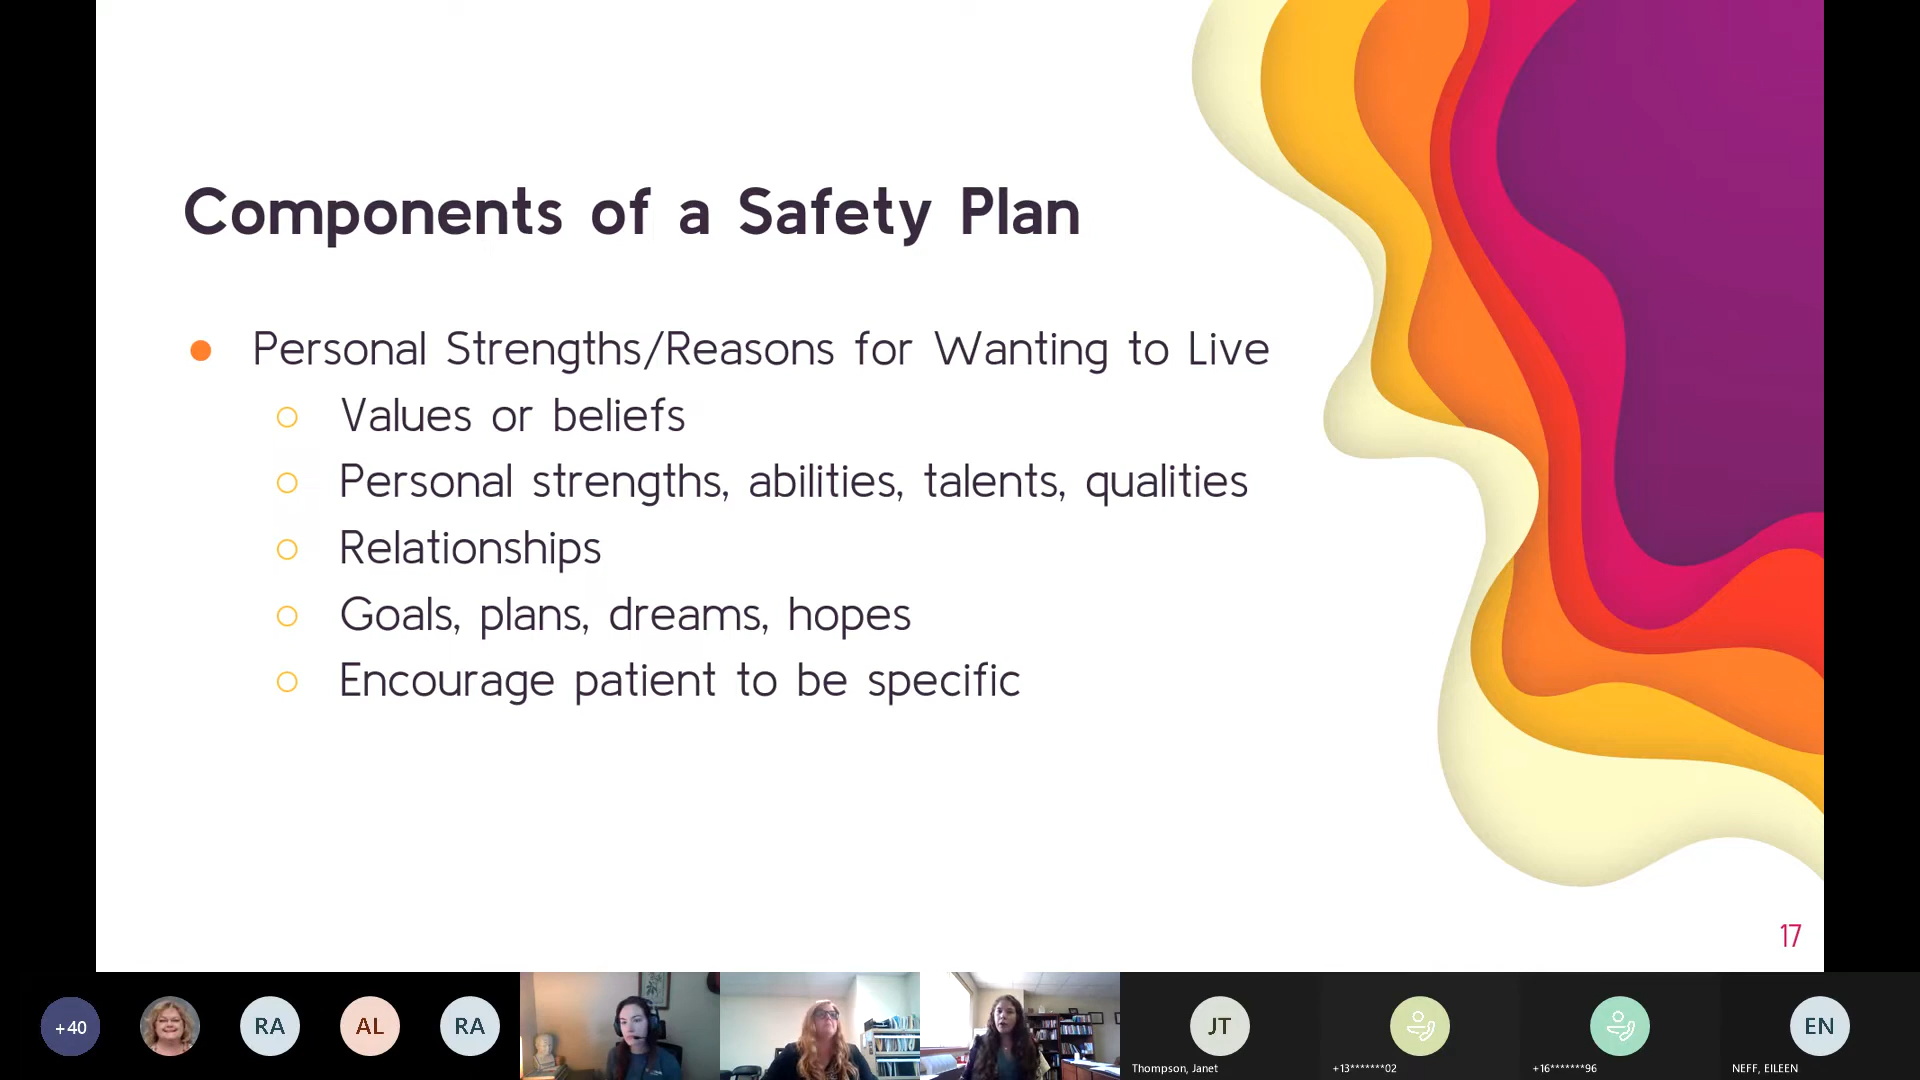 Components of a Safety Plan
Personal Strengths/Reasons for Wanting to Live
Values or beliefs
Personal strengths, abilities, talents, qualities
Relationships
Goals, plans, dreams, hopes
Encourage patient to be specific
17
+40
RA
AL
RA
JT
Thompson, Janet
+13*******02
+16*******96
EN
NEFF, EILEEN